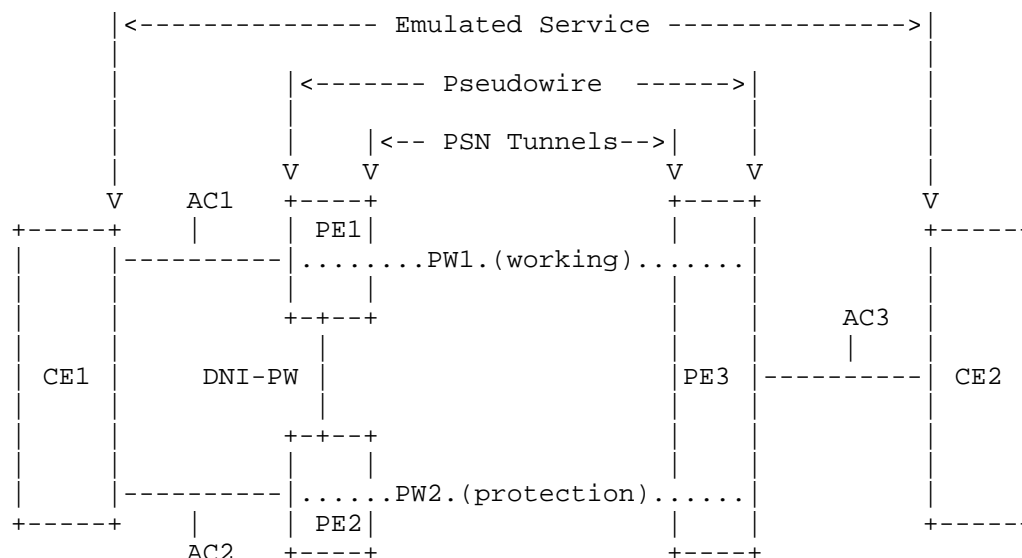 |<--------------- Emulated Service ---------------->|
|<------- Pseudowire ------>|
|<-- PSN Tunnels-->|
V V V V
V AC1 +----+ +----+ V
+-----+ | | PE1| | | +------
| |----------|........PW1.(working).......|
+-+--+ AC3
CE1 DNI-PW | |PE3 |----------| CE2
+-+--+
| |----------|......PW2.(protection)......|
+-----+ | | PE2| | | +------
AC2 +----+ +----+